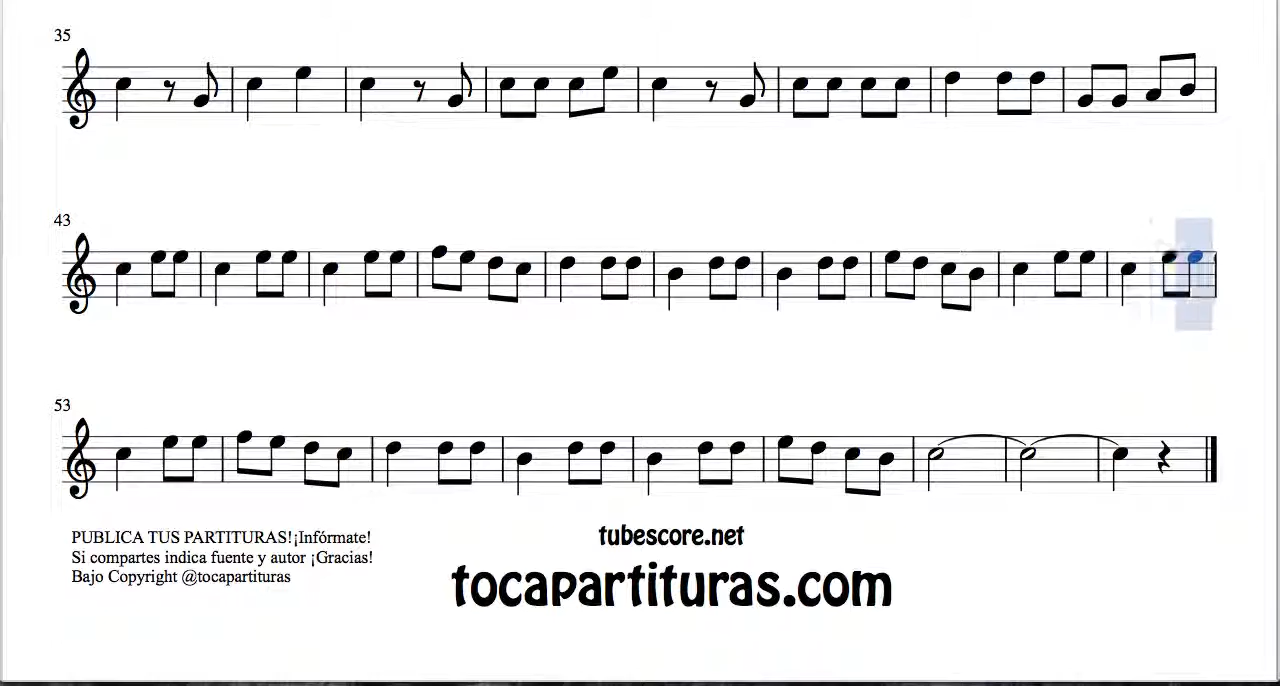 35
43
53
PUBLICA TUS PARTITURAS!¡Infórmate!
Si compartes indica fuente y autor ¡Gracias!
Bajo Copyright @tocapartituras
tubescore.net
tocapartituras.com